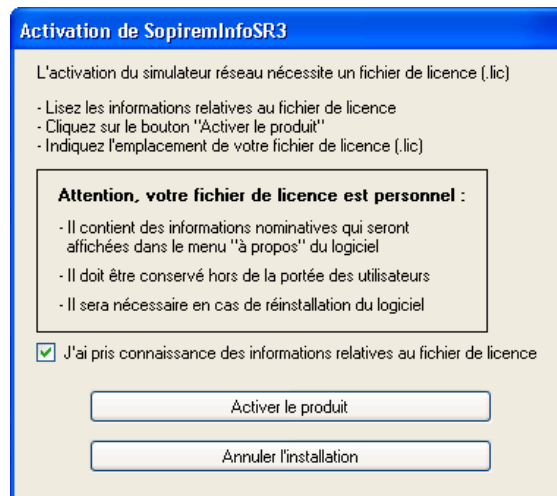 Activation de SopiremInfoSR3
L'activation du simulateur réseau nécessite un fichier de licence (.lic)
- Lisez les informations relatives au fichier de licence
- Cliquez sur le bouton "Activer le produit"
- Indiquez l'emplacement de votre fichier de licence (.lic)
Attention, votre fichier de licence est personnel :
- Il contient des informations nominatives qui seront
affichées dans le menu "à propos" du logiciel
- Il doit être conservé hors de la portée des utilisateurs
- Il sera nécessaire en cas de réinstallation du logiciel
J'ai pris connaissance des informations relatives au fichier de licence
Activer le produit
Annuler l'installation